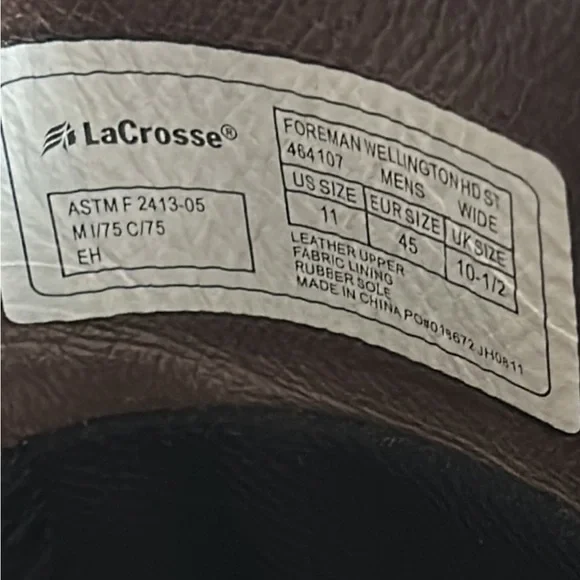 LaCrosse®
ASTM F 2413-05
M I/75 C/75
EH
FOREMAN WELLINGTON HD ST
464107 MENS WIDE
US SIZE EUR SIZE UK SIZE
11 45 10-1/2
LEATHER UPPER
FABRIC LINING
RUBBER SOLE
MADE IN CHINA PO#018672 JH0811